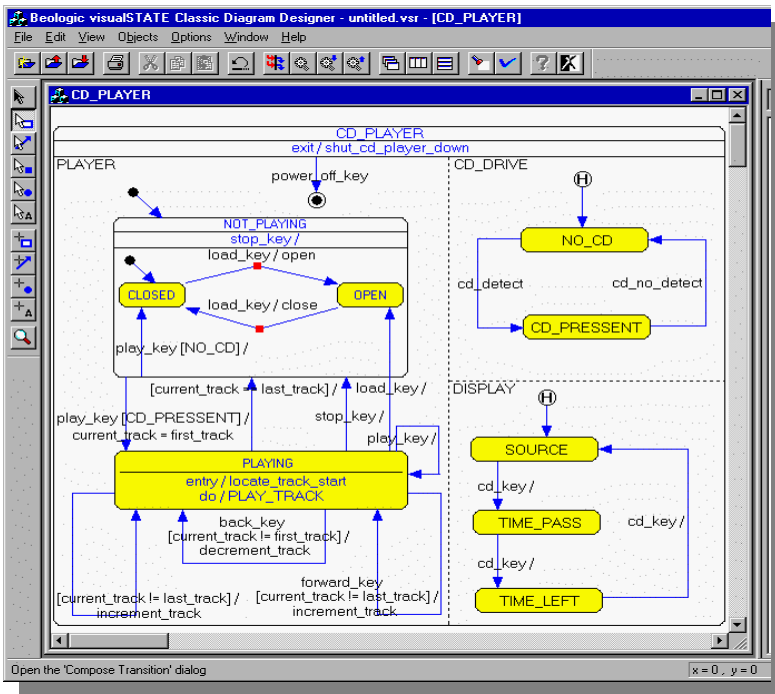 Beologic visualSTATE Classic Diagram Designer - untitled.vsr - [CD_PLAYER]
File Edit View Objects Options Window Help
CD_PLAYER
CD_PLAYER
exit / shut_cd_player_down
PLAYER
power_off_key
NOT_PLAYING
stop_key /
load_key / open
CLOSED
OPEN
load_key / close
play_key [NO_CD] /
[current_track == last_track] /
load_key /
play_key [CD_PRESSENT] /
current_track = first_track
stop_key /
play_key /
PLAYING
entry / locate_track_start
do / PLAY_TRACK
back_key
[current_track != first_track] /
decrement_track
[current_track != last_track] /
increment_track
forward_key
[current_track != last_track] /
increment_track
CD_DRIVE
H
NO_CD
cd_detect
cd_no_detect
CD_PRESSENT
DISPLAY
H
SOURCE
cd_key /
TIME_PASS
cd_key /
cd_key /
TIME_LEFT
Open the 'Compose Transition' dialog
x = 0 , y = 0